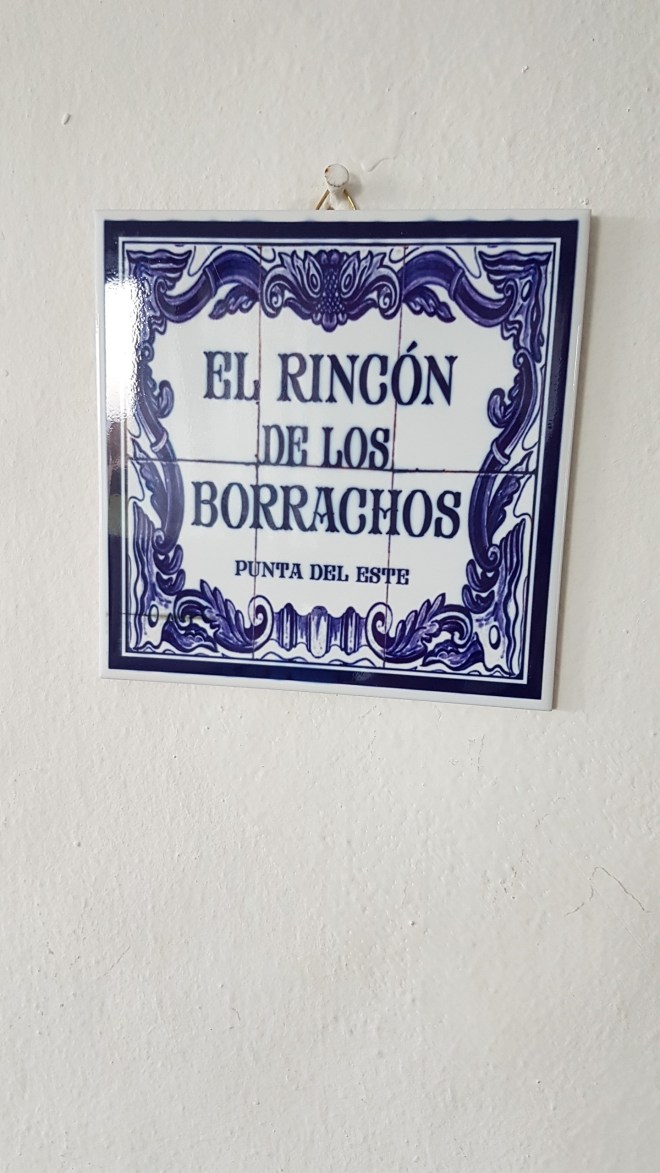 EL RINCÓN
DE LOS
BORRACHOS
PUNTA DEL ESTE